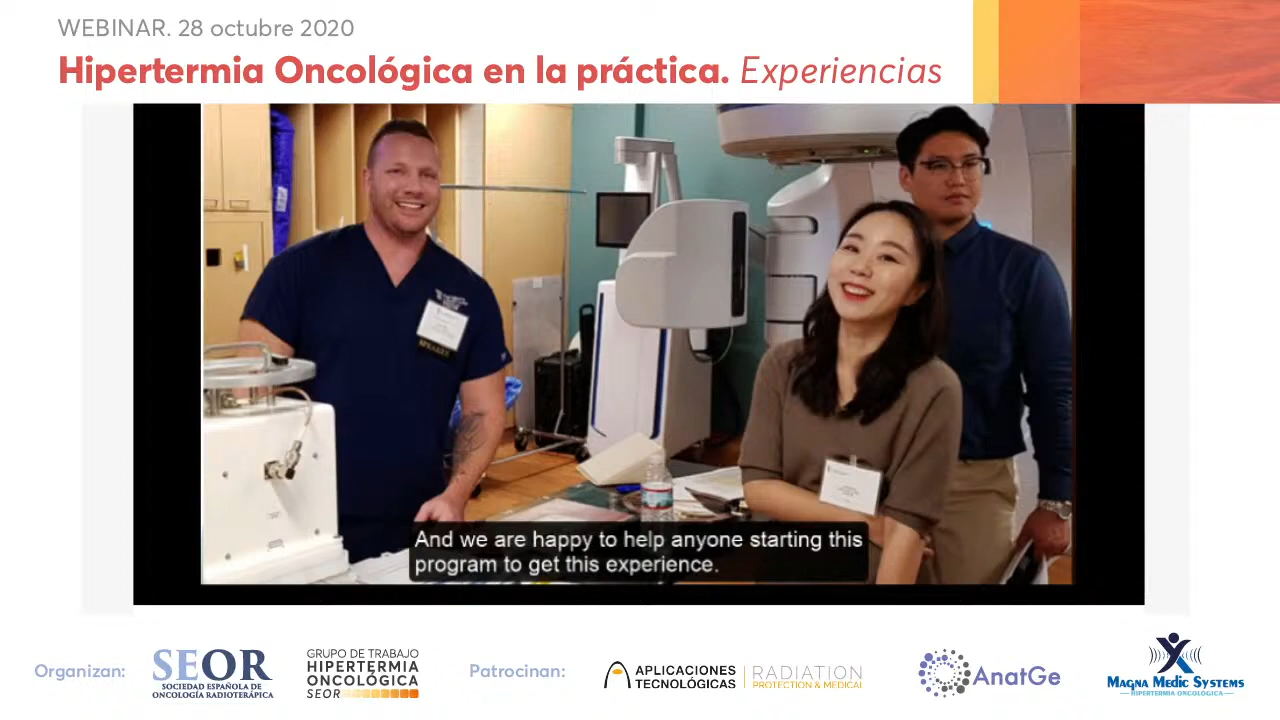 WEBINAR. 28 octubre 2020
Hipertermia Oncológica en la práctica. Experiencias
And we are happy to help anyone starting this
program to get this experience.
Organizan:
SEOR
SOCIEDAD ESPAÑOLA DE
ONCOLOGÍA RADIOTERÁPICA
GRUPO DE TRABAJO
HIPERTERMIA
ONCOLÓGICA
SEOR
Patrocinan:
APLICACIONES
TECNOLÓGICAS
RADIATION
PROTECTION & MEDICAL
AnatGe
MAGNA MEDIC SYSTEMS
HIPERTERMIA ONCOLÓGICA